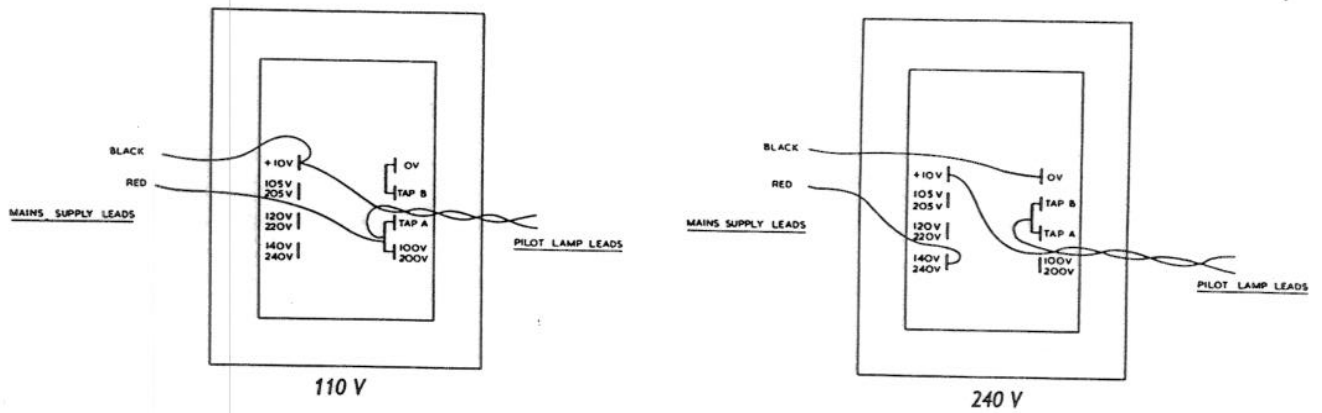 BLACK
RED
MAINS SUPPLY LEADS
+10V
105V
205V
120V
220V
140V
240V
0V
TAP B
TAP A
100V
200V
PILOT LAMP LEADS
110 V
BLACK
RED
MAINS SUPPLY LEADS
+10V
105V
205V
120V
220V
140V
240V
0V
TAP B
TAP A
100V
200V
PILOT LAMP LEADS
240 V